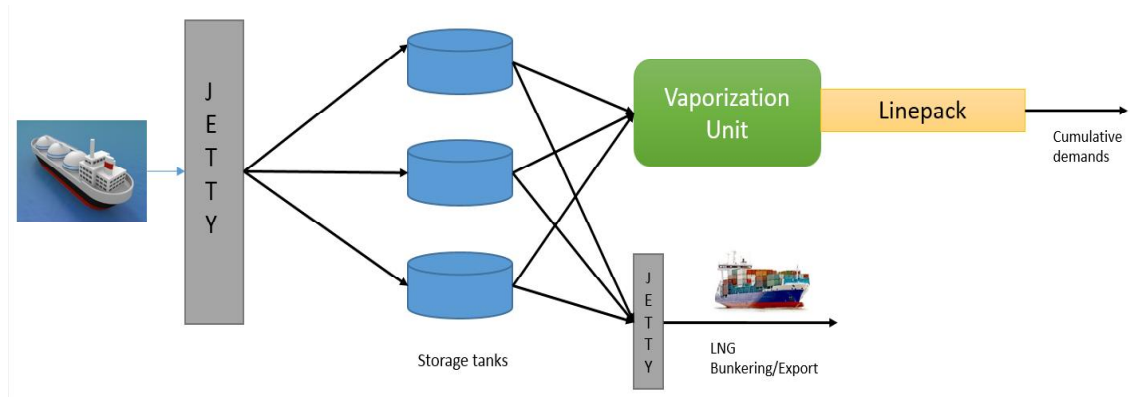 J
E
T
T
Y
Storage tanks
Vaporization
Unit
Linepack
Cumulative
demands
J
E
T
T
Y
LNG
Bunkering/Export